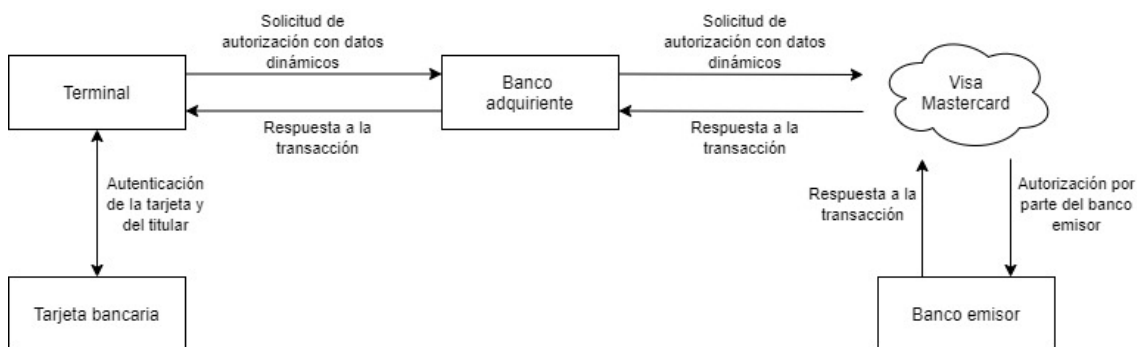 Solicitud de
autorización con datos
dinámicos
Solicitud de
autorización con datos
dinámicos
Terminal
Banco
adquiriente
Visa
Mastercard
Respuesta a la
transacción
Respuesta a la
transacción
Autenticación
de la tarjeta y
del titular
Respuesta a la
transacción
Autorización por
parte del banco
emisor
Tarjeta bancaria
Banco emisor